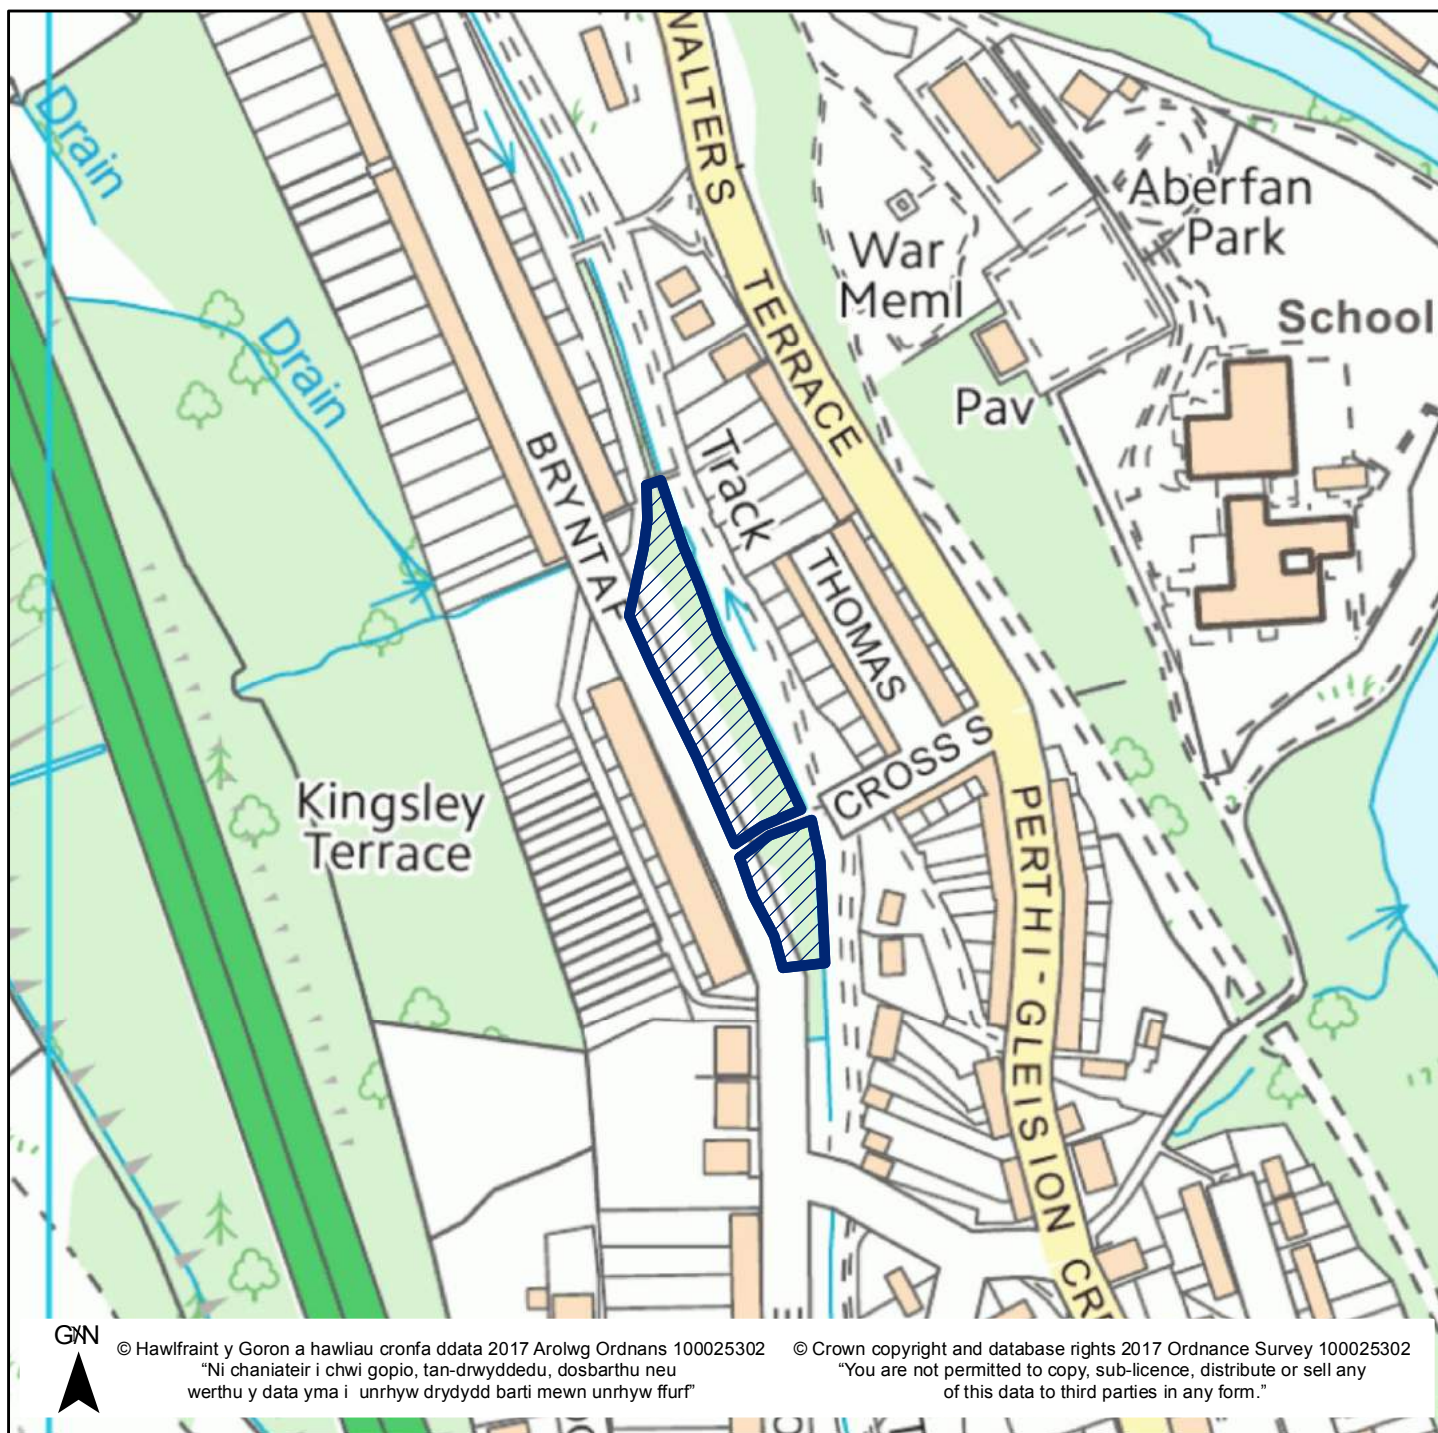 Drain
WALTER'S
TERRACE
Aberfan
Park
War
Meml
School
Drain
Pav
BRYNTAF
Track
THOMAS
CROSS S
Kingsley
Terrace
PERTHI-GLEISION CRE
© Hawlfraint y Goron a hawliau cronfa ddata 2017 Arolwg Ordnans 100025302
“Ni chaniateir i chwi gopio, tan-drwyddedu, dosbarthu neu
werthu y data yma i unrhyw drydydd barti mewn unrhyw ffurf”
© Crown copyright and database rights 2017 Ordnance Survey 100025302
“You are not permitted to copy, sub-licence, distribute or sell any
of this data to third parties in any form.”